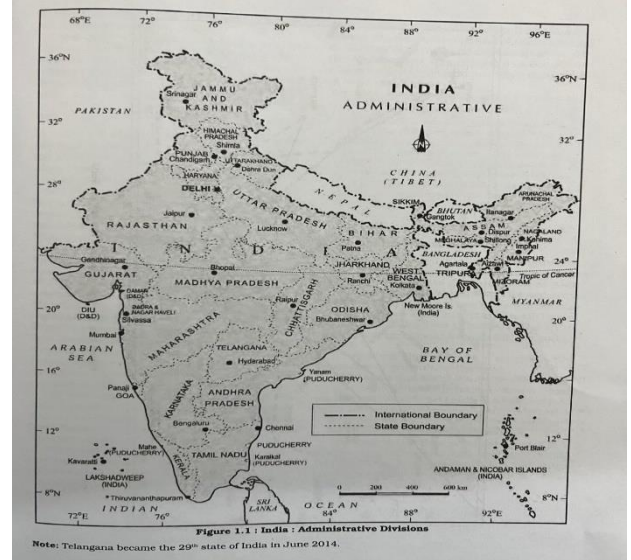 68°E 72°E 76° 80° 84° 88° 92° 96°E
36°N 36°N
INDIA
ADMINISTRATIVE
N
JAMMU
AND
KASHMIR
Srinagar
PAKISTAN
32° 32°
HIMACHAL
PRADESH
Shimla
PUNJAB
Chandigarh
UTTARAKHAND
Dehra Dun
HARYANA
CHINA
(TIBET)
28° 28°
DELHI
NEPAL
SIKKIM
Gangtok
BHUTAN
ARUNACHAL
PRADESH
Itanagar
UTTAR PRADESH
RAJASTHAN
Jaipur
Lucknow
BIHAR
Patna
ASSAM
Dispur
NAGALAND
Kohima
MEGHALAYA
Shillong
Imphal
MANIPUR
INDIA
BANGLADESH
24°
Gandhinagar
GUJARAT
Bhopal
MADHYA PRADESH
JHARKHAND
Ranchi
WEST
BENGAL
Kolkata
Agartala
TRIPURA
Aizawl
MIZORAM
Tropic of Cancer
MYANMAR
DAMAN
(D&D)
DIU
(D&D)
DADRA &
NAGAR HAVELI
Silvassa
Raipur
CHHATTISGARH
ODISHA
Bhubaneshwar
New Moore Is.
(India)
20° 20°
Mumbai
MAHARASHTRA
ARABIAN
SEA
BAY OF
BENGAL
TELANGANA
Hyderabad
Yanam
(PUDUCHERRY)
16° 16°
Panaji
GOA
KARNATAKA
ANDHRA
PRADESH
International Boundary
State Boundary
Bengaluru
Chennai
12° 12°
Mahe
(PUDUCHERRY)
PUDUCHERRY
Karaikal
(PUDUCHERRY)
Kavaratti
LAKSHADWEEP
(INDIA)
TAMIL NADU
KERALA
Port Blair
ANDAMAN & NICOBAR ISLANDS
(INDIA)
0 200 400 600 km
8°N 8°N
Thiruvananthapuram
SRI
LANKA
INDIAN OCEAN
72°E 76° 84° 88° 92°E
Figure 1.1 : India : Administrative Divisions
Note: Telangana became the 29th state of India in June 2014.